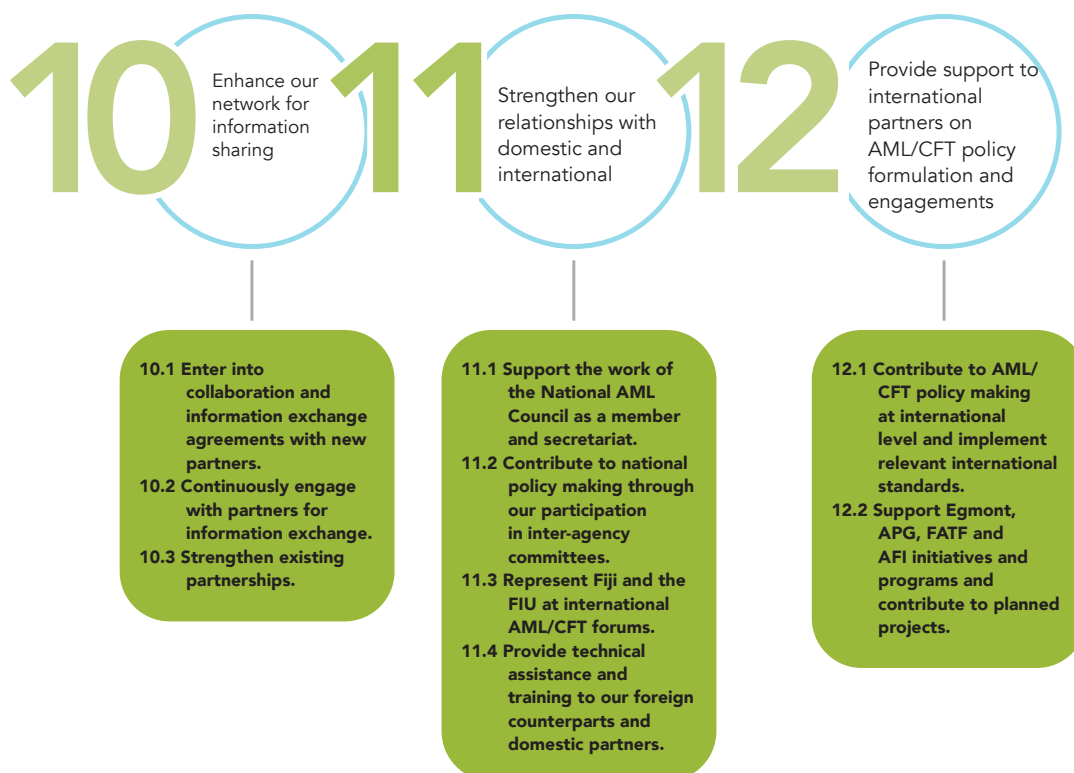 10
Enhance our
network for
information
sharing
11
Strengthen our
relationships with
domestic and
international
12
Provide support to
international
partners on
AML/CFT policy
formulation and
engagements
10.1 Enter into
collaboration and
information exchange
agreements with new
partners.
10.2 Continuously engage
with partners for
information exchange.
10.3 Strengthen existing
partnerships.
11.1 Support the work of
the National AML
Council as a member
and secretariat.
11.2 Contribute to national
policy making through
our participation
in inter-agency
committees.
11.3 Represent Fiji and the
FIU at international
AML/CFT forums.
11.4 Provide technical
assistance and
training to our foreign
counterparts and
domestic partners.
12.1 Contribute to AML/
CFT policy making
at international
level and implement
relevant international
standards.
12.2 Support Egmont,
APG, FATF and
AFI initiatives and
programs and
contribute to planned
projects.